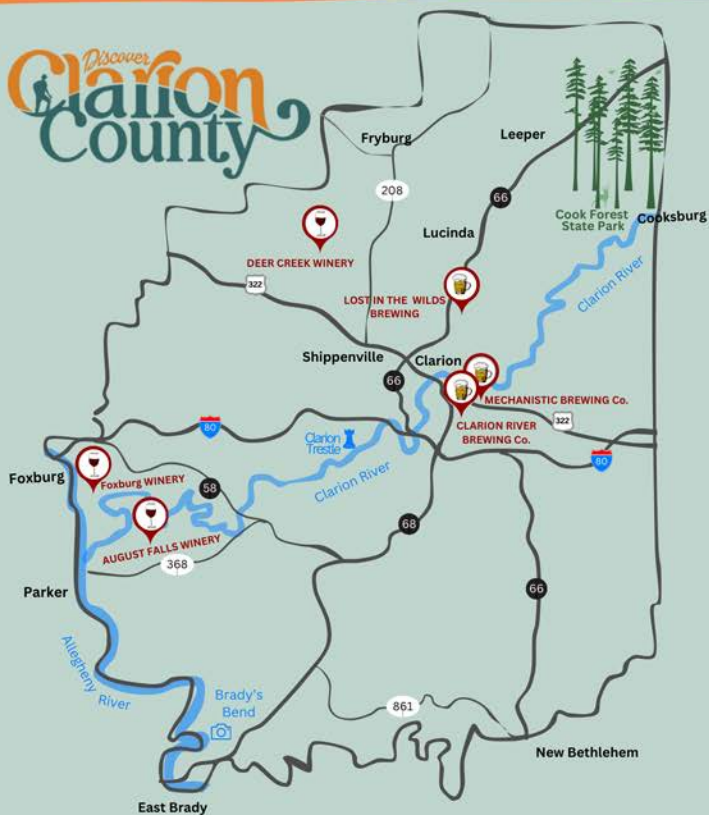 Discover
Clarion
County
Fryburg
Leeper
208
66
Cook Forest
State Park
Cooksburg
Lucinda
DEER CREEK WINERY
322
LOST IN THE WILDS
BREWING
Clarion River
Shippenville
Clarion
66
MECHANISTIC BREWING Co.
CLARION RIVER
BREWING Co.
322
80
Clarion
Trestle
80
Clarion River
Foxburg
Foxburg WINERY
58
AUGUST FALLS WINERY
68
368
66
Parker
Allegheny River
Brady's
Bend
861
New Bethlehem
East Brady